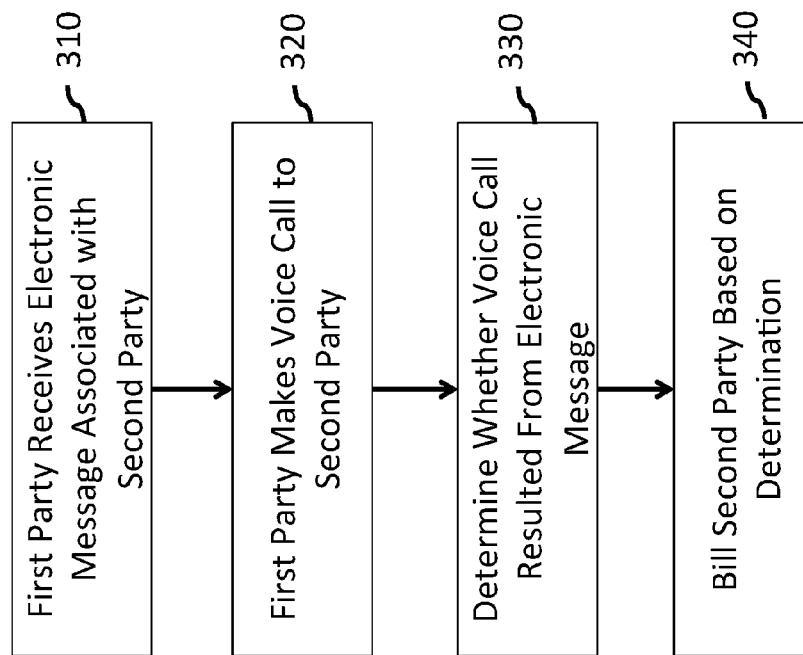 First Party Receives Electronic
Message Associated with
Second Party
310
First Party Makes Voice Call to
Second Party
320
Determine Whether Voice Call
Resulted From Electronic
Message
330
Bill Second Party Based on
Determination
340